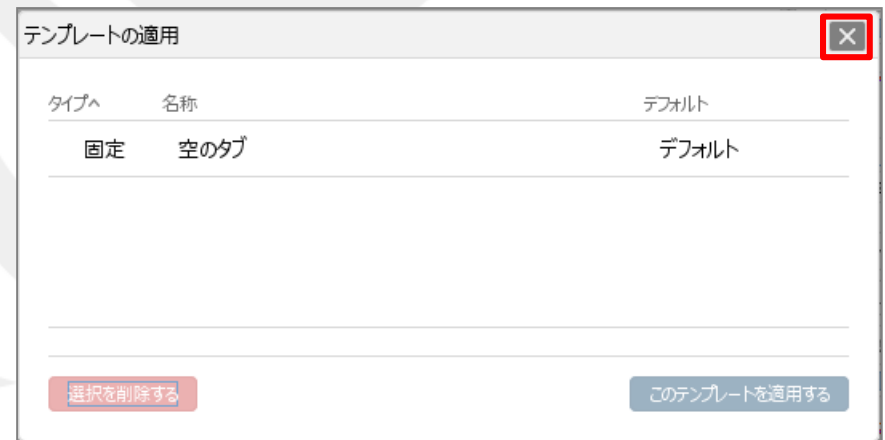 テンプレートの適用
タイプへ 名称 デフォルト
固定 空のタブ デフォルト
選択を削除する このテンプレートを適用する